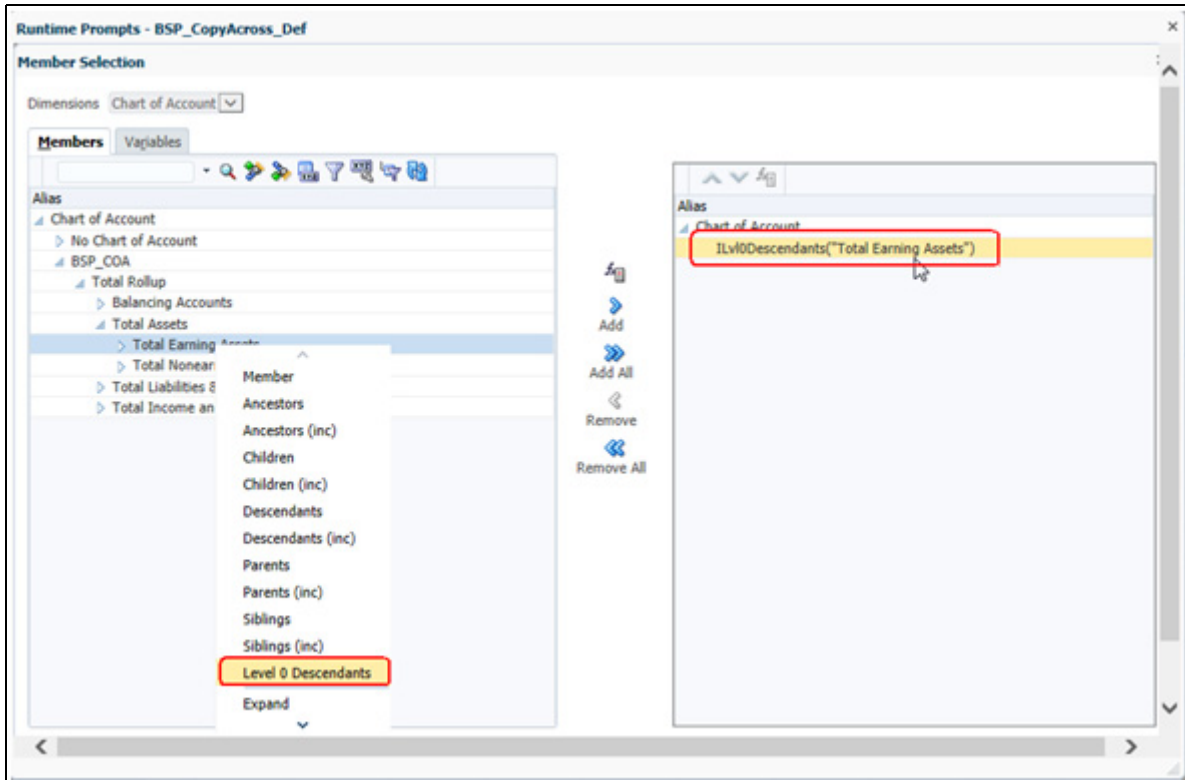 Runtime Prompts - BSP_CopyAcross_Def
Member Selection
Dimensions Chart of Account
Members Variables
Alias
Chart of Account
No Chart of Account
BSP_COA
Total Rollup
Balancing Accounts
Total Assets
Total Earning Assets
Total Nonear
Total Liabilities &
Total Income an
Member
Ancestors
Ancestors (inc)
Children
Children (inc)
Descendants
Descendants (inc)
Parents
Parents (inc)
Siblings
Siblings (inc)
Level 0 Descendants
Expand
Add
Add All
Remove
Remove All
Alias
Chart of Account
ILvl0Descendants("Total Earning Assets")